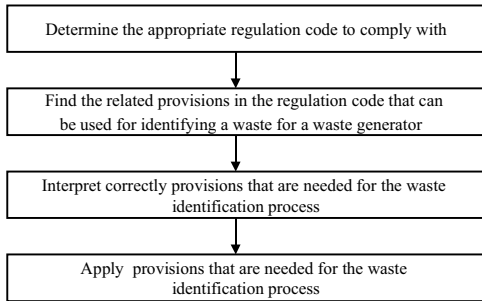 Determine the appropriate regulation code to comply with
Find the related provisions in the regulation code that can
be used for identifying a waste for a waste generator
Interpret correctly provisions that are needed for the waste
identification process
Apply provisions that are needed for the waste
identification process